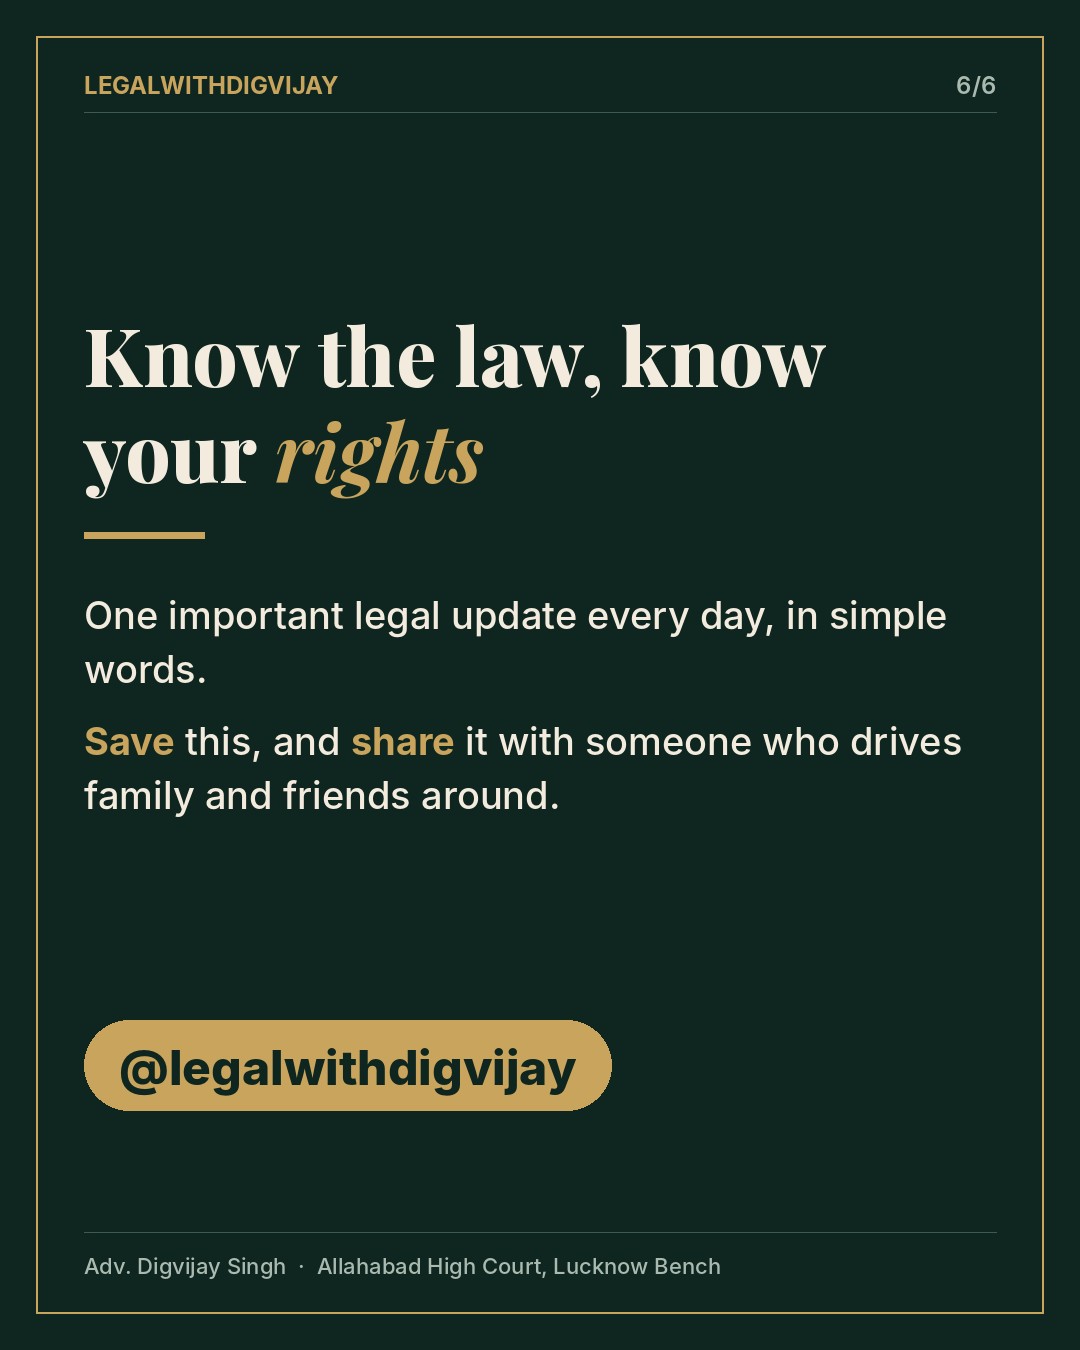 LEGALWITHDIGVIJAY
6/6
Know the law, know
your rights
One important legal update every day, in simple
words.
Save this, and share it with someone who drives
family and friends around.
@legalwithdigvijay
Adv. Digvijay Singh · Allahabad High Court, Lucknow Bench